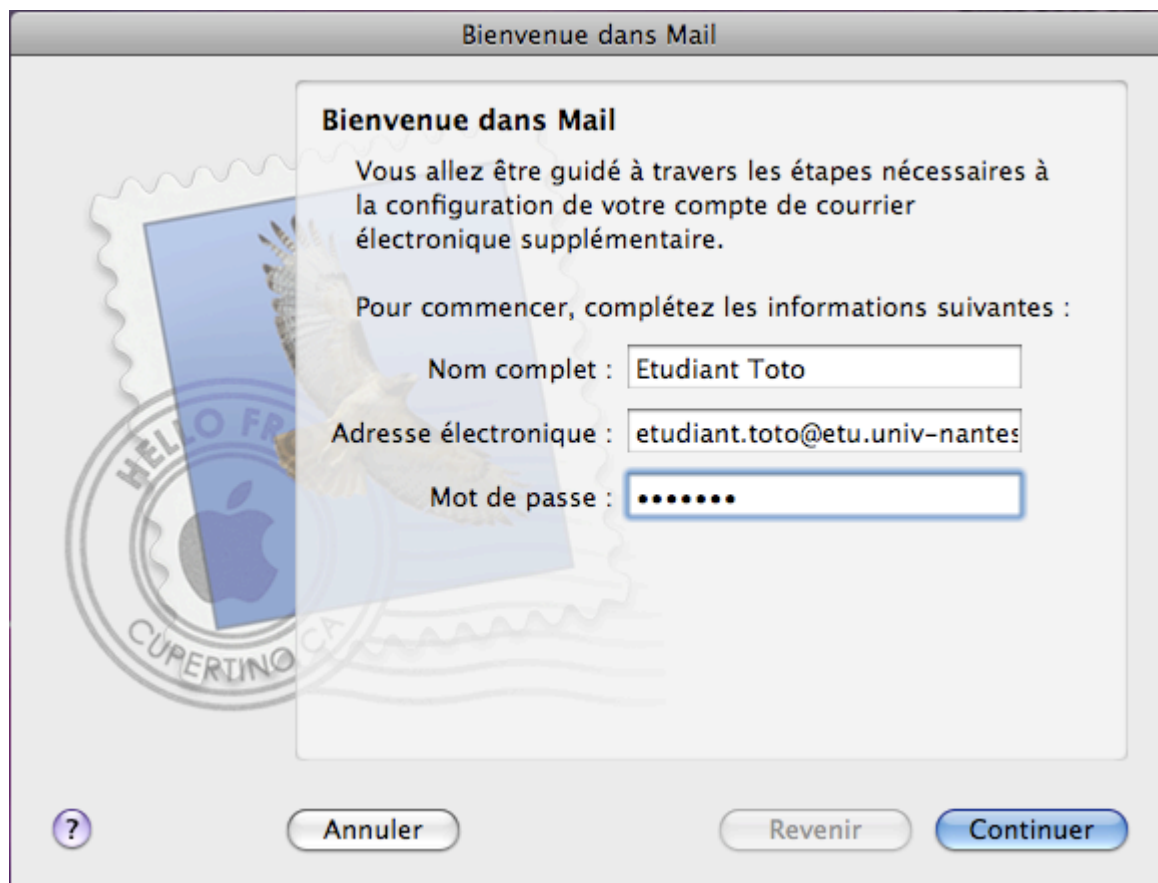 Bienvenue dans Mail
Bienvenue dans Mail
Vous allez être guidé à travers les étapes nécessaires à
la configuration de votre compte de courrier
électronique supplémentaire.
Pour commencer, complétez les informations suivantes :
Nom complet : Etudiant Toto
Adresse électronique : etudiant.toto@etu.univ-nantes
Mot de passe : •••••••
HELLO FR
CUPERTINO CA
? Annuler Revenir Continuer